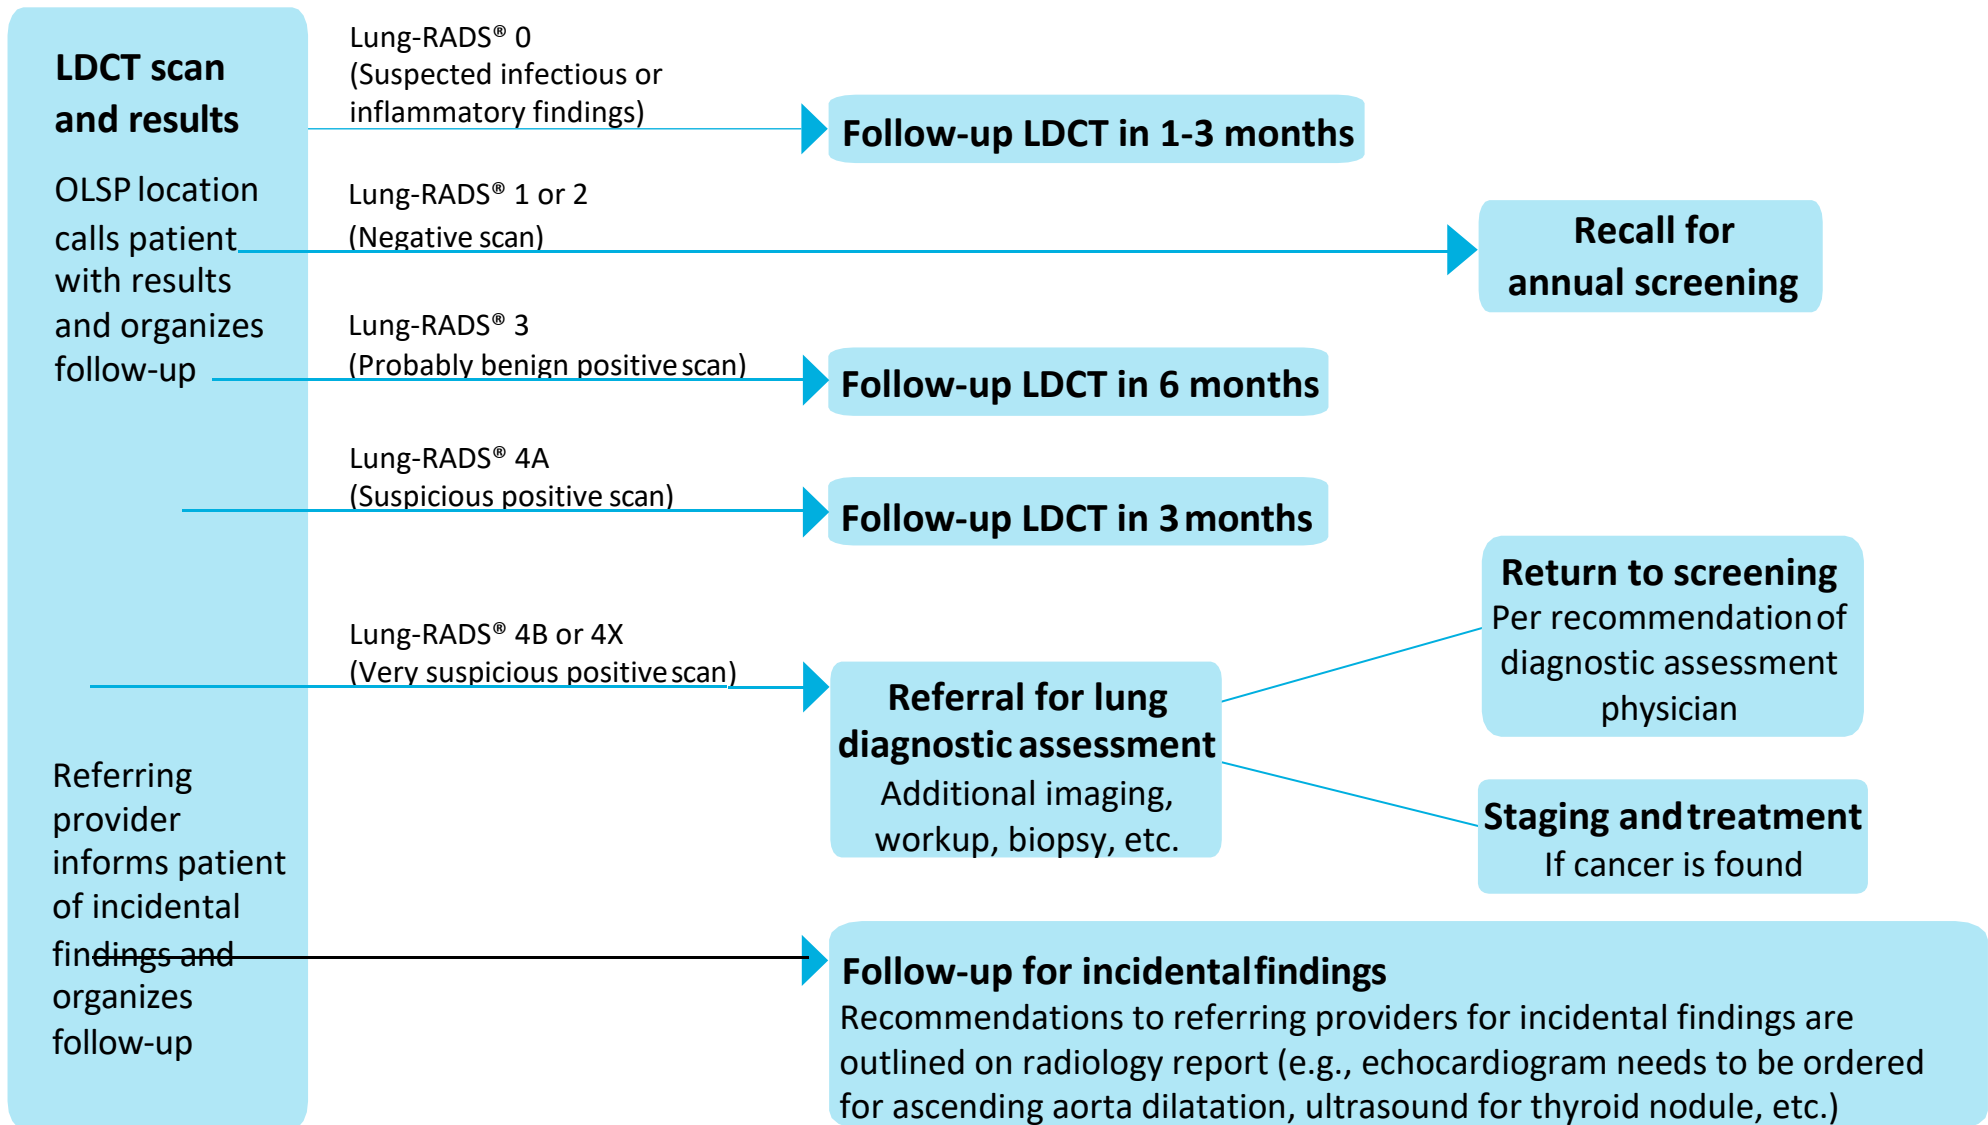 LDCT scan
and results
OLSP location
calls patient
with results
and organizes
follow-up
Referring
provider
informs patient
of incidental
findings and
organizes
follow-up
Lung-RADS® 0
(Suspected infectious or
inflammatory findings)
Follow-up LDCT in 1-3 months
Lung-RADS® 1 or 2
(Negative scan)
Recall for
annual screening
Lung-RADS® 3
(Probably benign positive scan)
Follow-up LDCT in 6 months
Lung-RADS® 4A
(Suspicious positive scan)
Follow-up LDCT in 3 months
Lung-RADS® 4B or 4X
(Very suspicious positive scan)
Referral for lung
diagnostic assessment
Additional imaging,
workup, biopsy, etc.
Return to screening
Per recommendation of
diagnostic assessment
physician
Staging and treatment
If cancer is found
Follow-up for incidental findings
Recommendations to referring providers for incidental findings are
outlined on radiology report (e.g., echocardiogram needs to be ordered
for ascending aorta dilatation, ultrasound for thyroid nodule, etc.)